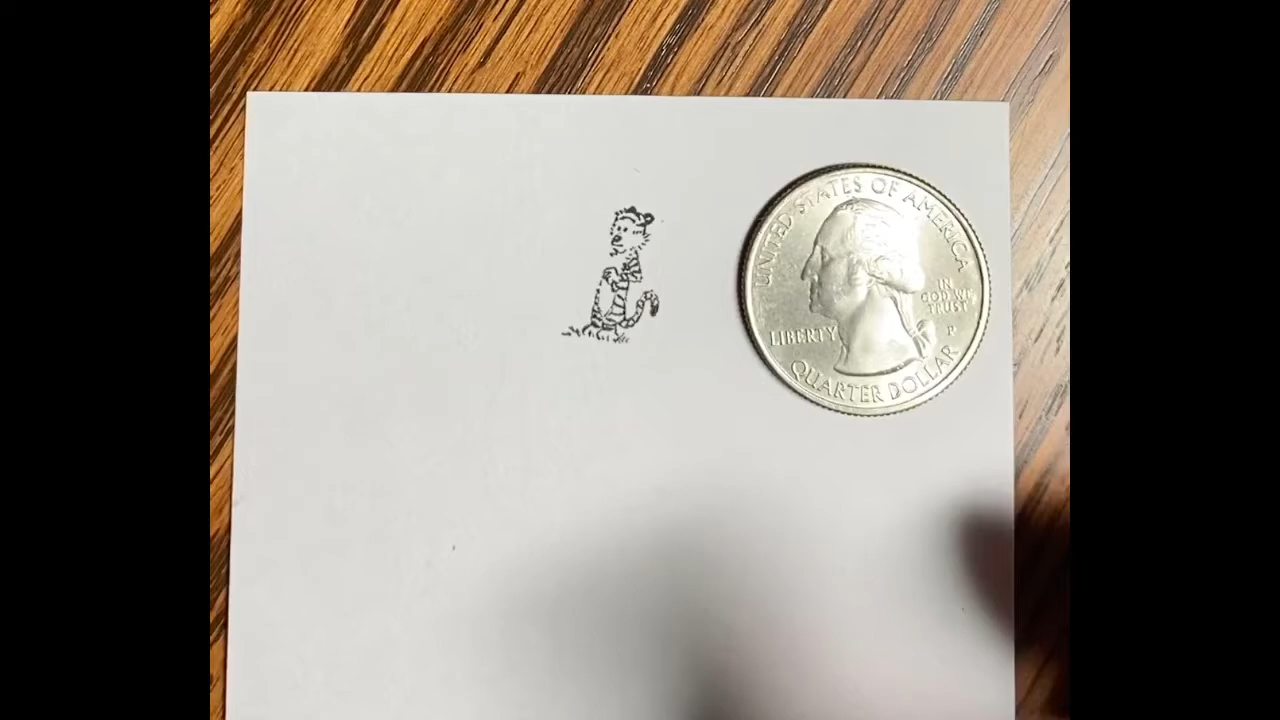 UNITED STATES OF AMERICA
IN
GOD WE
TRUST
LIBERTY
P
QUARTER DOLLAR